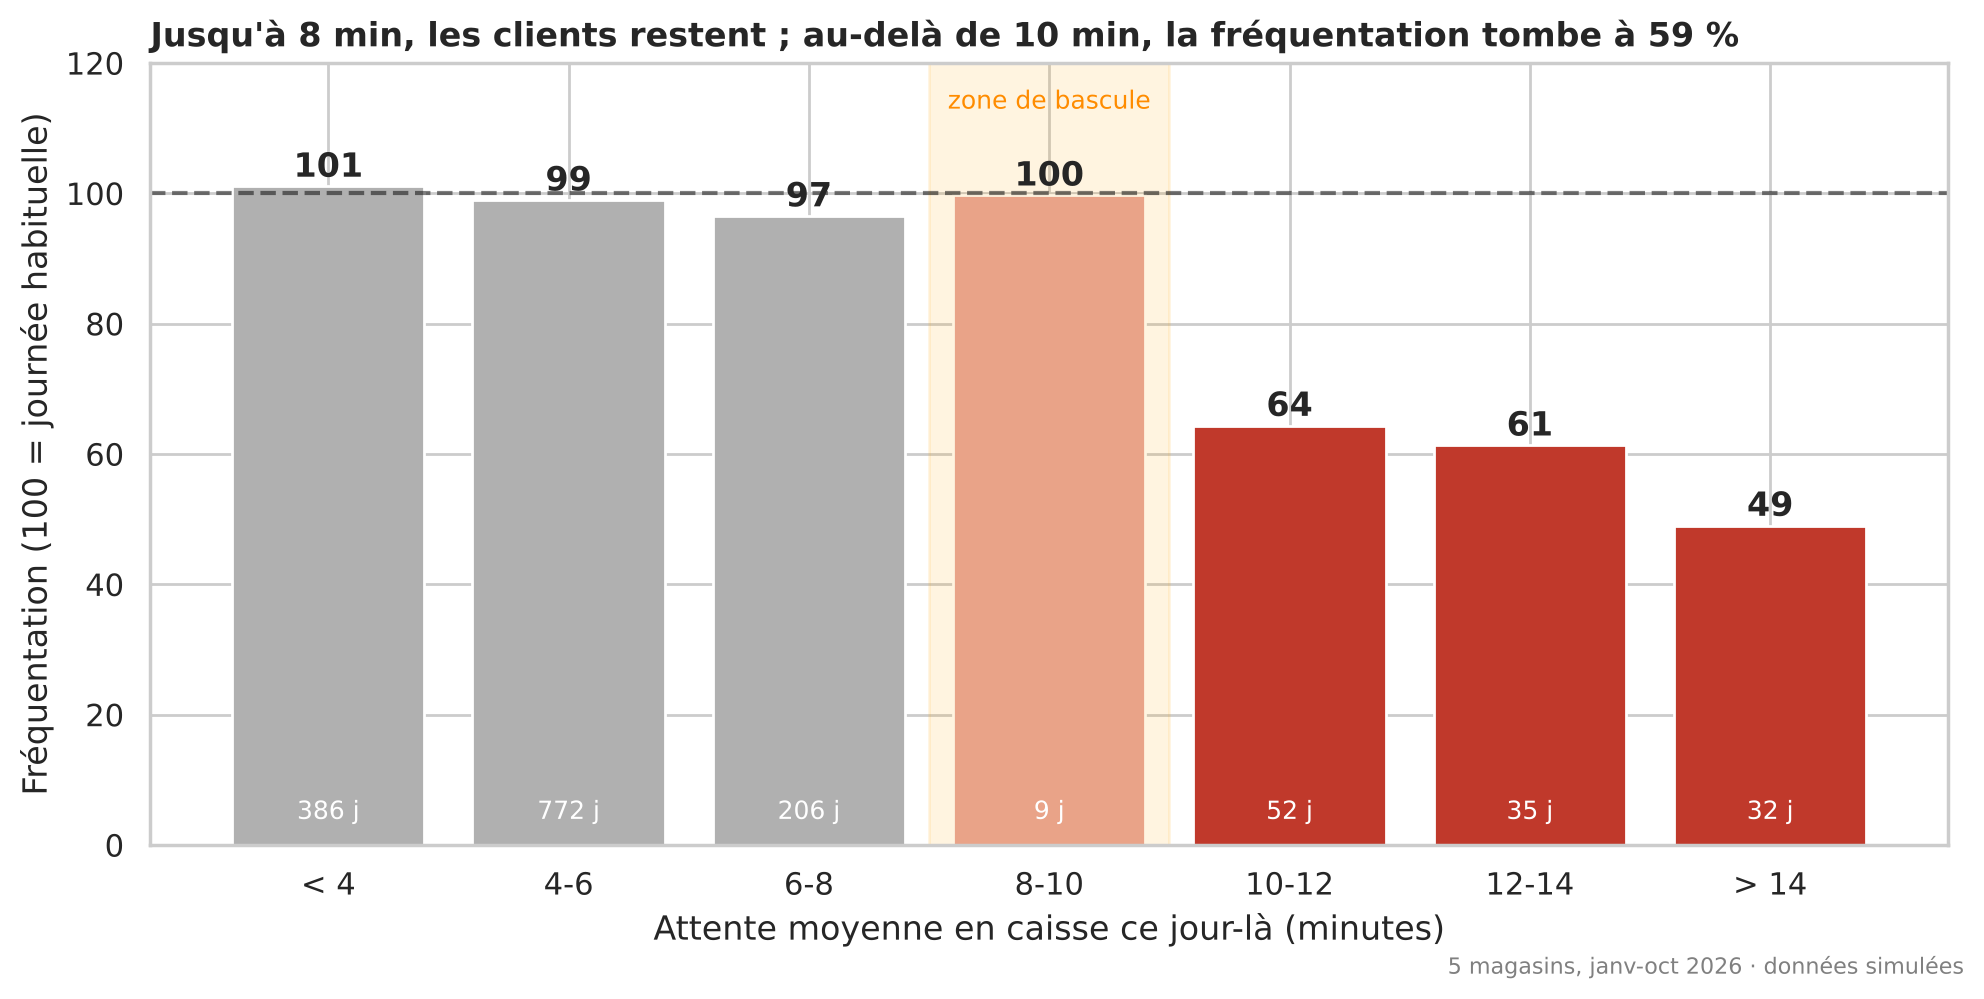 Jusqu'à 8 min, les clients restent ; au-delà de 10 min, la fréquentation tombe à 59 %
Fréquentation (100 = journée habituelle)
120
100
80
60
40
20
0
zone de bascule
101
99
97
100
64
61
49
386 j
772 j
206 j
9 j
52 j
35 j
32 j
< 4
4-6
6-8
8-10
10-12
12-14
> 14
Attente moyenne en caisse ce jour-là (minutes)
5 magasins, janv-oct 2026 · données simulées